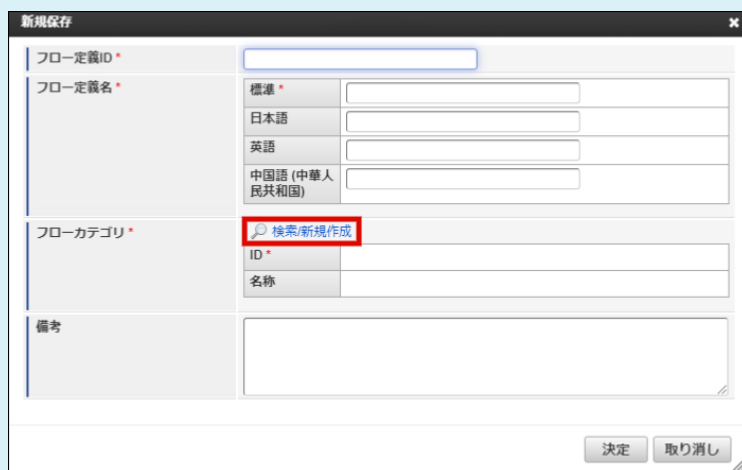 新規保存
フロー定義ID *
フロー定義名 *
標準 *
日本語
英語
中国語 (中華人
民共和国)
フローカテゴリ *
検索/新規作成
ID *
名称
備考
決定
取り消し